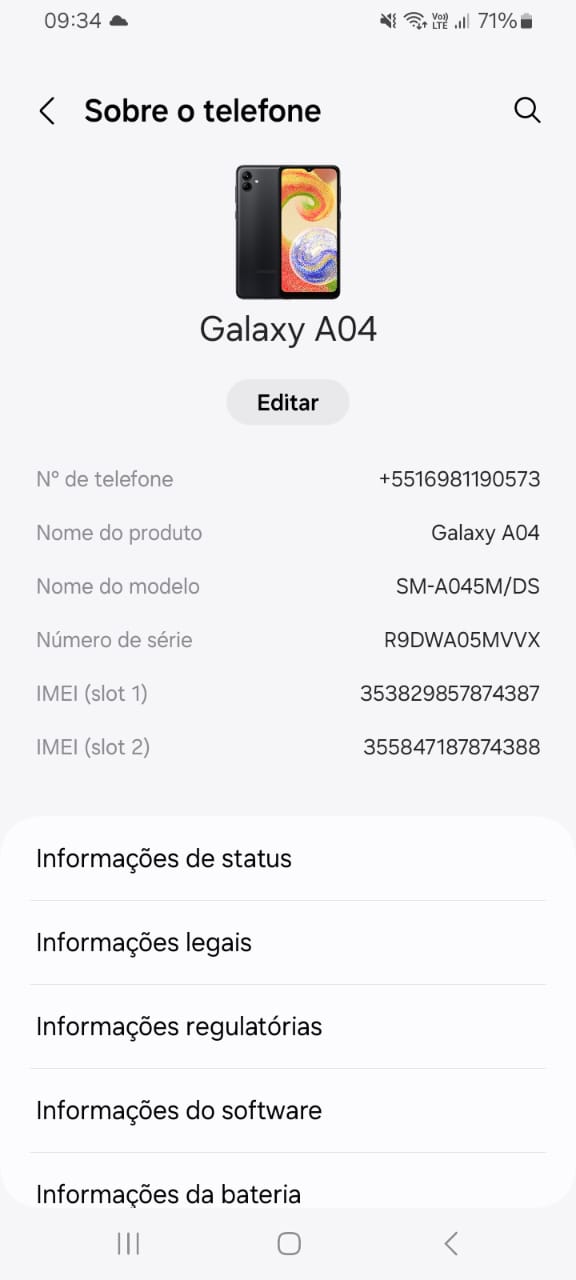 09:34 Vo)) LTE 71%
Sobre o telefone
Galaxy A04
Editar
Nº de telefone +5516981190573
Nome do produto Galaxy A04
Nome do modelo SM-A045M/DS
Número de série R9DWA05MVVX
IMEI (slot 1) 353829857874387
IMEI (slot 2) 355847187874388
Informações de status
Informações legais
Informações regulatórias
Informações do software
Informações da bateria